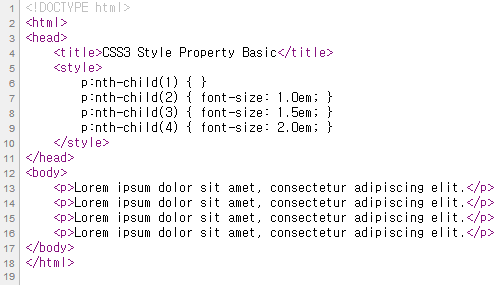 1 <!DOCTYPE html>
2 <html>
3 <head>
4     <title>CSS3 Style Property Basic</title>
5     <style>
6         p:nth-child(1) { }
7         p:nth-child(2) { font-size: 1.0em; }
8         p:nth-child(3) { font-size: 1.5em; }
9         p:nth-child(4) { font-size: 2.0em; }
10     </style>
11 </head>
12 <body>
13     <p>Lorem ipsum dolor sit amet, consectetur adipiscing elit.</p>
14     <p>Lorem ipsum dolor sit amet, consectetur adipiscing elit.</p>
15     <p>Lorem ipsum dolor sit amet, consectetur adipiscing elit.</p>
16     <p>Lorem ipsum dolor sit amet, consectetur adipiscing elit.</p>
17 </body>
18 </html>
19